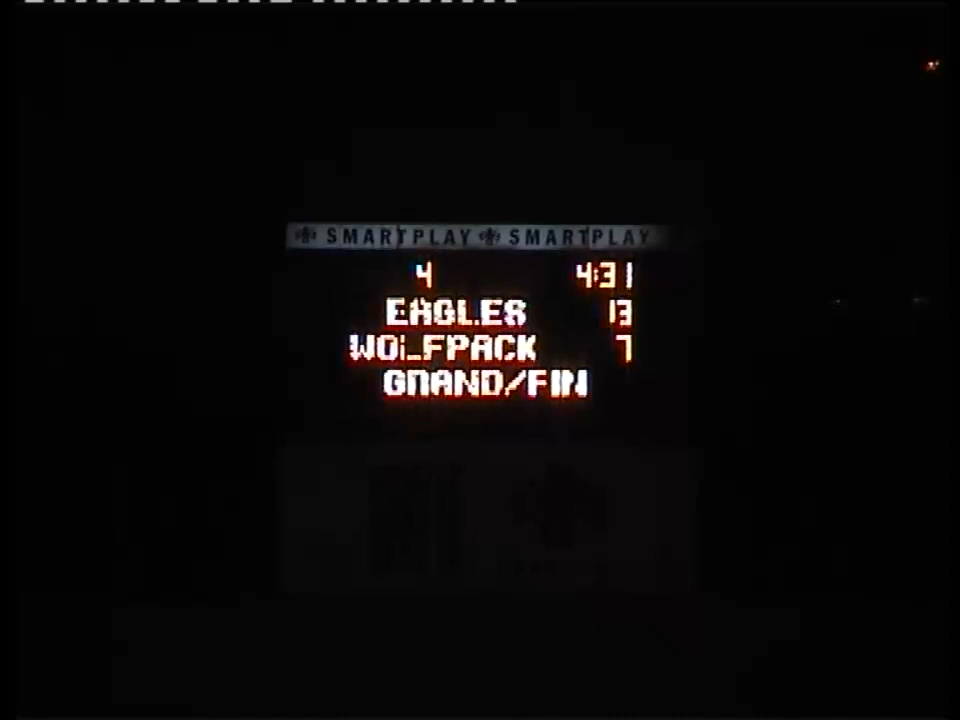 SMARTPLAY SMARTPLAY
4 4:31
EAGLES 13
WOLFPACK 7
GRAND/FIN